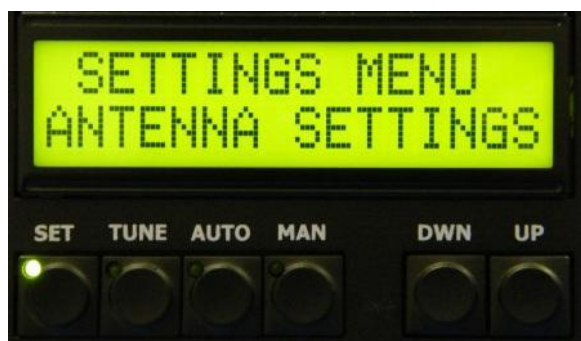 SETTINGS MENU
ANTENNA SETTINGS
SET TUNE AUTO MAN DWN UP